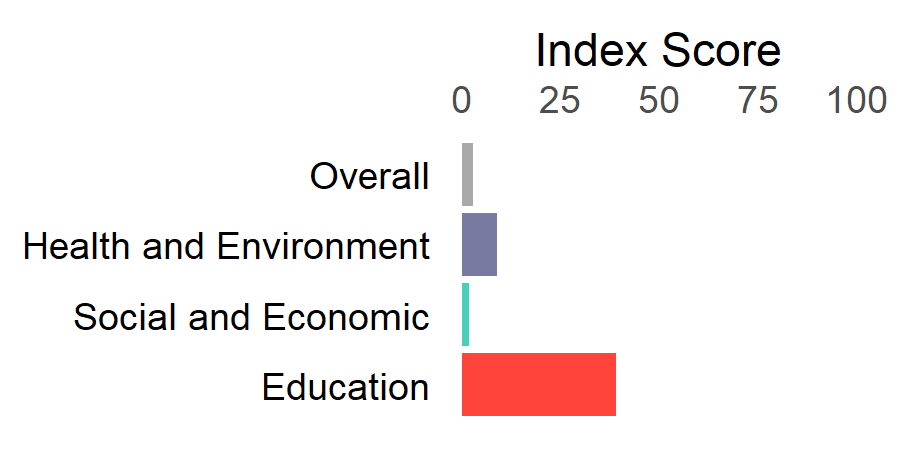 Index Score
0 25 50 75 100
Overall
Health and Environment
Social and Economic
Education